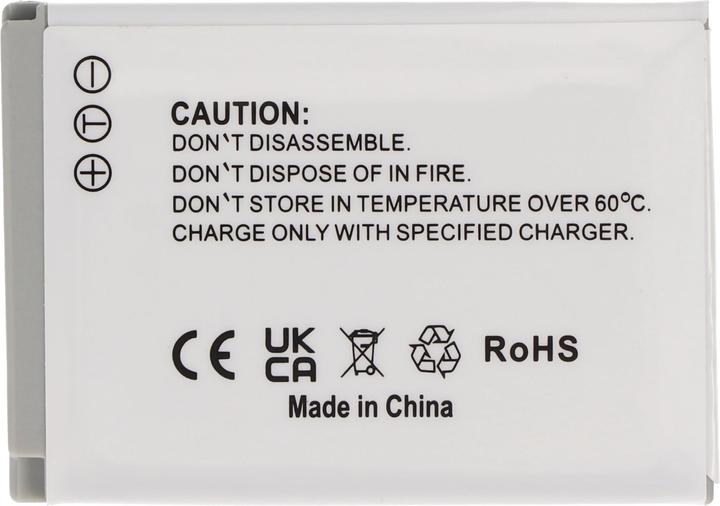 −
T
+
CAUTION:
DON`T DISASSEMBLE.
DON`T DISPOSE OF IN FIRE.
DON`T STORE IN TEMPERATURE OVER 60°C.
CHARGE ONLY WITH SPECIFIED CHARGER.
CE UK CA RoHS
Made in China